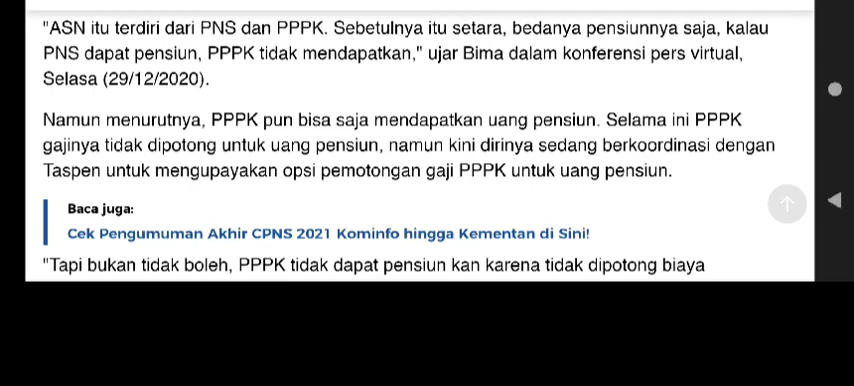 "ASN itu terdiri dari PNS dan PPPK. Sebetulnya itu setara, bedanya pensiunnya saja, kalau
PNS dapat pensiun, PPPK tidak mendapatkan," ujar Bima dalam konferensi pers virtual,
Selasa (29/12/2020).
Namun menurutnya, PPPK pun bisa saja mendapatkan uang pensiun. Selama ini PPPK
gajinya tidak dipotong untuk uang pensiun, namun kini dirinya sedang berkoordinasi dengan
Taspen untuk mengupayakan opsi pemotongan gaji PPPK untuk uang pensiun.
Baca juga:
Cek Pengumuman Akhir CPNS 2021 Kominfo hingga Kementan di Sini!
"Tapi bukan tidak boleh, PPPK tidak dapat pensiun kan karena tidak dipotong biaya